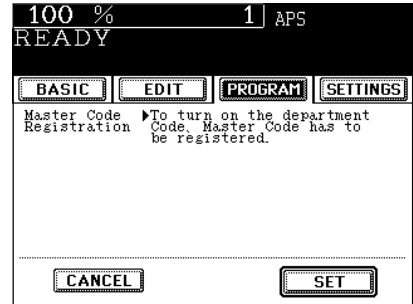 100 % 1 APS
READY
BASIC EDIT PROGRAM SETTINGS
Master Code ▶To turn on the department
Registration Code, Master Code has to
be registered.
CANCEL SET